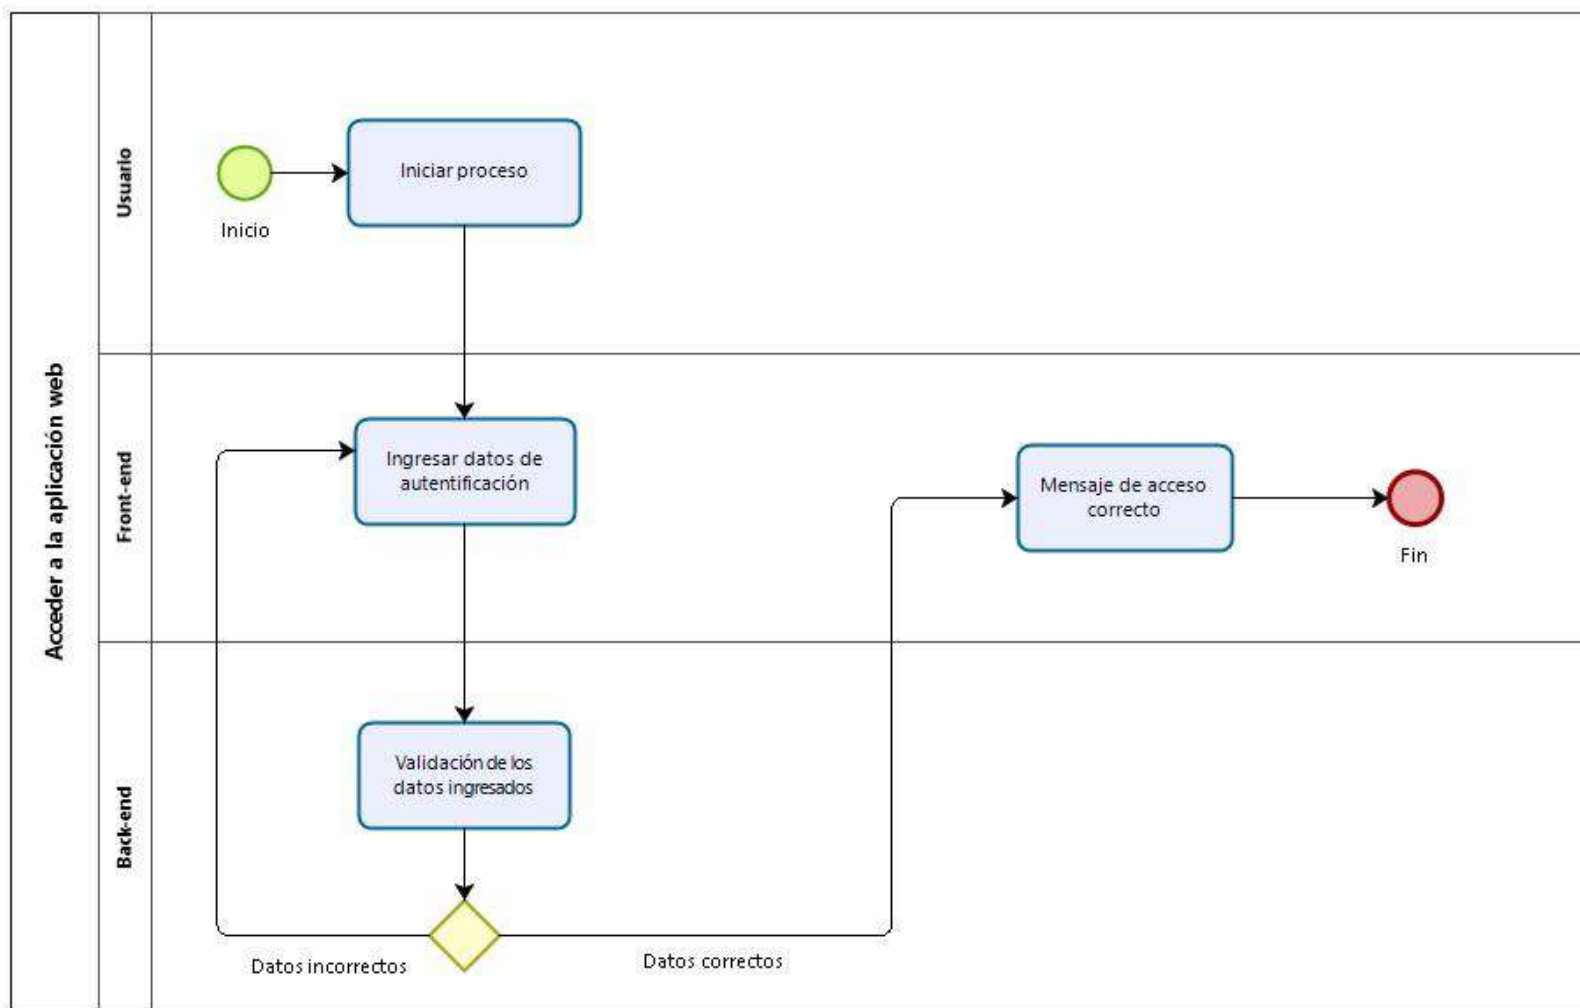 Acceder a la aplicación web
Usuario
Inicio
Iniciar proceso
Front-end
Ingresar datos de
autentificación
Mensaje de acceso
correcto
Fin
Back-end
Validación de los
datos ingresados
Datos incorrectos
Datos correctos